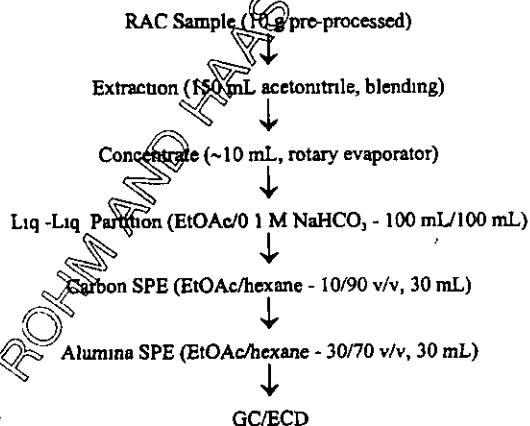 RAC Sample (10 g pre-processed)
Extraction (150 mL acetonitrile, blending)
Concentrate (~10 mL, rotary evaporator)
Liq -Liq Partition (EtOAc/0 1 M NaHCO₃ - 100 mL/100 mL)
Carbon SPE (EtOAc/hexane - 10/90 v/v, 30 mL)
Alumina SPE (EtOAc/hexane - 30/70 v/v, 30 mL)
GC/ECD
ROHM AND HAAS